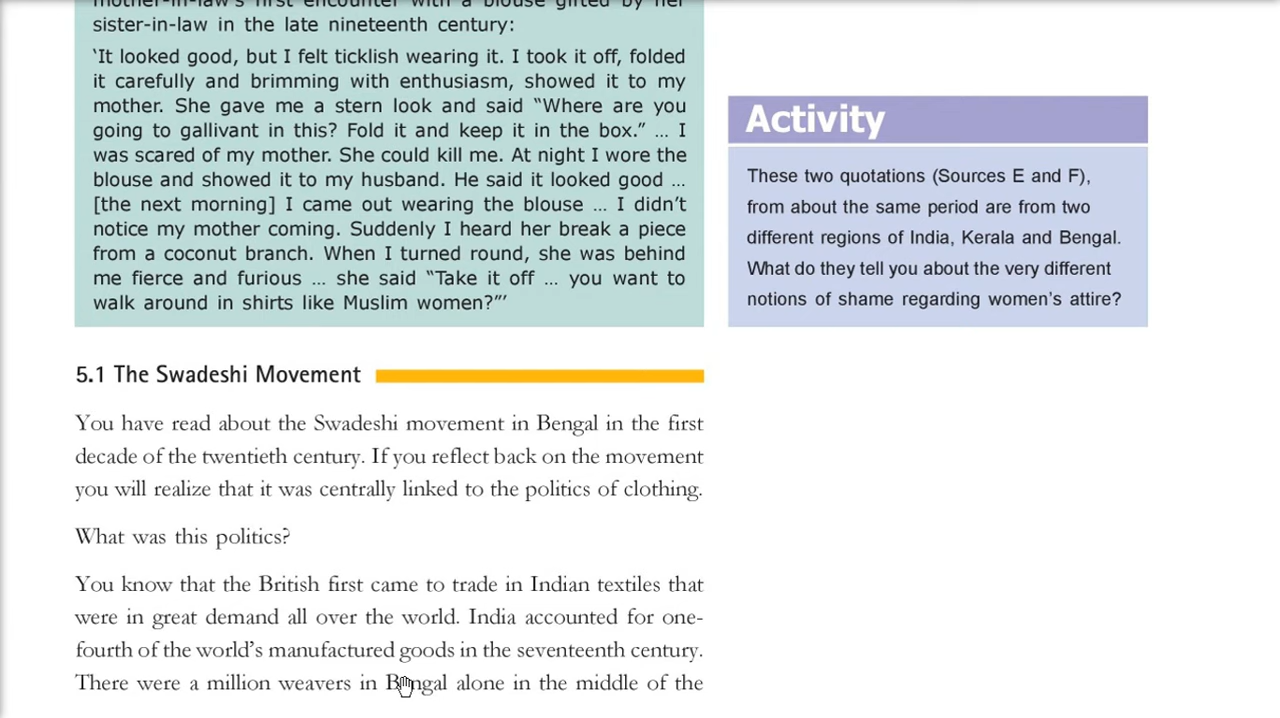 mother-in-law's first encounter with a blouse gifted by her
sister-in-law in the late nineteenth century:
‘It looked good, but I felt ticklish wearing it. I took it off, folded
it carefully and brimming with enthusiasm, showed it to my
mother. She gave me a stern look and said “Where are you
going to gallivant in this? Fold it and keep it in the box.” … I
was scared of my mother. She could kill me. At night I wore the
blouse and showed it to my husband. He said it looked good …
[the next morning] I came out wearing the blouse … I didn’t
notice my mother coming. Suddenly I heard her break a piece
from a coconut branch. When I turned round, she was behind
me fierce and furious … she said “Take it off … you want to
walk around in shirts like Muslim women?”’
Activity
These two quotations (Sources E and F),
from about the same period are from two
different regions of India, Kerala and Bengal.
What do they tell you about the very different
notions of shame regarding women’s attire?
5.1 The Swadeshi Movement
You have read about the Swadeshi movement in Bengal in the first
decade of the twentieth century. If you reflect back on the movement
you will realize that it was centrally linked to the politics of clothing.
What was this politics?
You know that the British first came to trade in Indian textiles that
were in great demand all over the world. India accounted for one-
fourth of the world’s manufactured goods in the seventeenth century.
There were a million weavers in Bengal alone in the middle of the